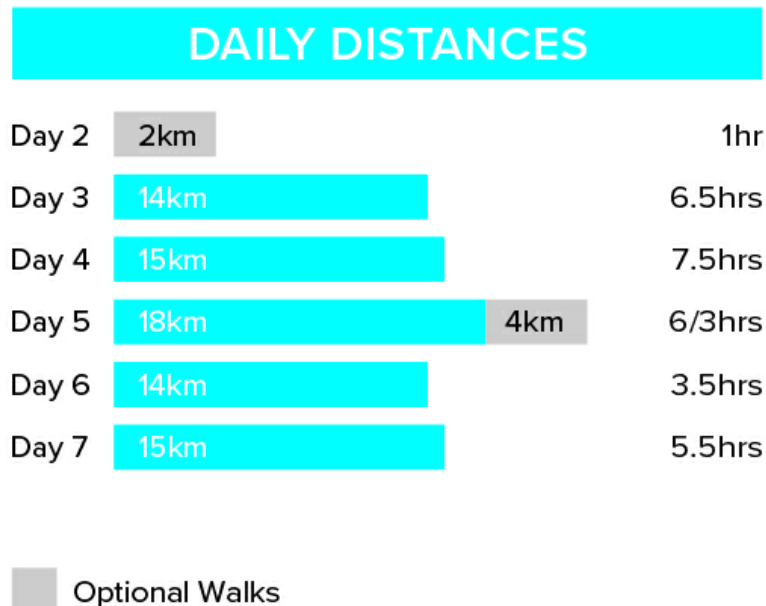 DAILY DISTANCES
Day 2 2km 1hr
Day 3 14km 6.5hrs
Day 4 15km 7.5hrs
Day 5 18km 4km 6/3hrs
Day 6 14km 3.5hrs
Day 7 15km 5.5hrs
Optional Walks